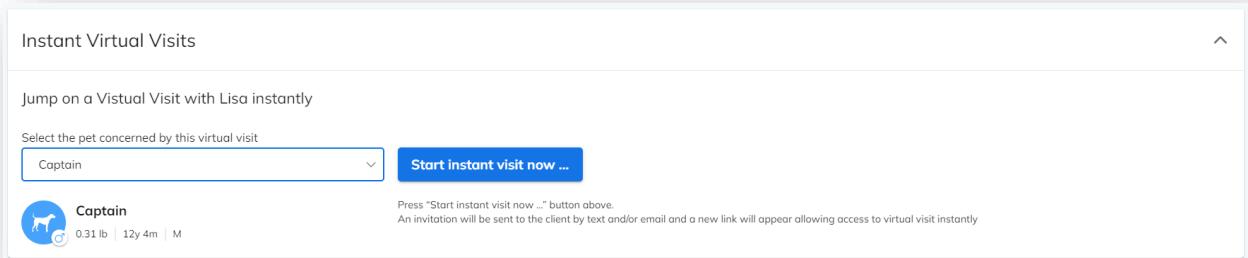 Instant Virtual Visits
Jump on a Vistual Visit with Lisa instantly
Select the pet concerned by this virtual visit
Captain
Start instant visit now ...
Captain
0.31 lb | 12y 4m | M
Press “Start instant visit now ...” button above.
An invitation will be sent to the client by text and/or email and a new link will appear allowing access to virtual visit instantly